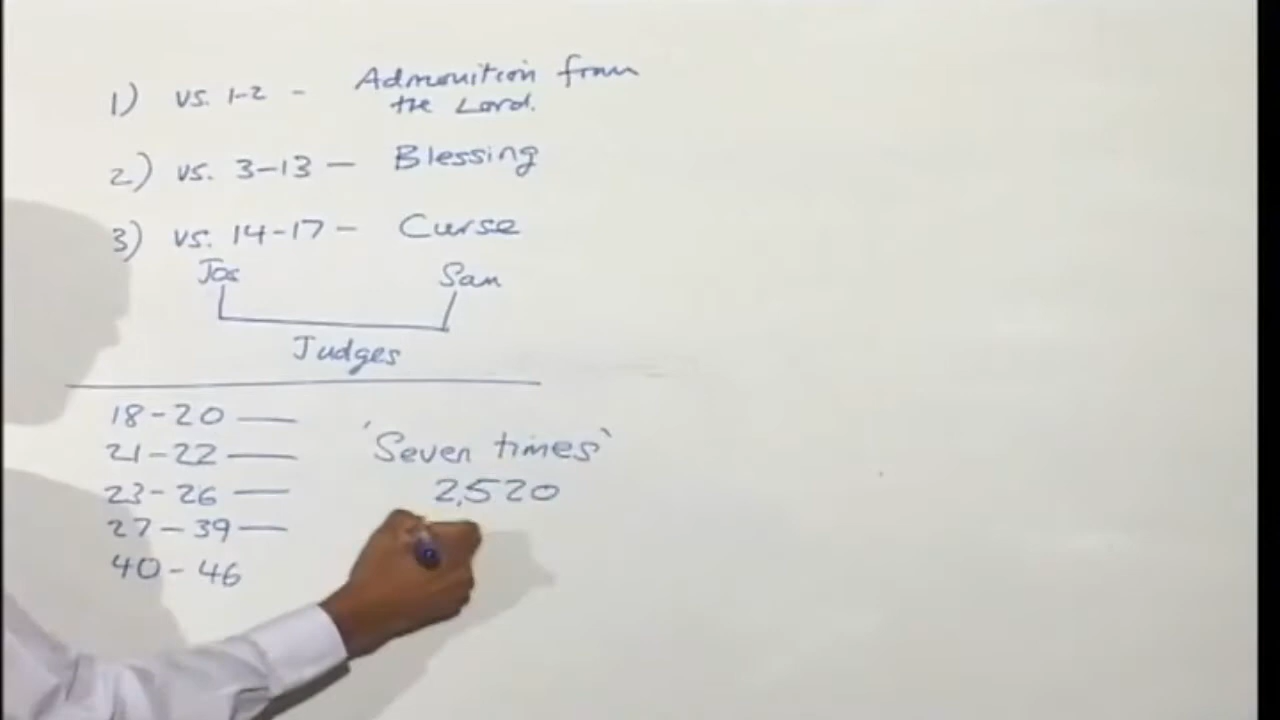 1) vs. 1-2 - Admonition from
the Lord.
2) vs. 3-13 - Blessing
3) vs. 14-17 - Curse
Jos Sam
Judges
18-20 —
21-22 —
23-26 —
27-39 —
40-46
'Seven times'
2,520